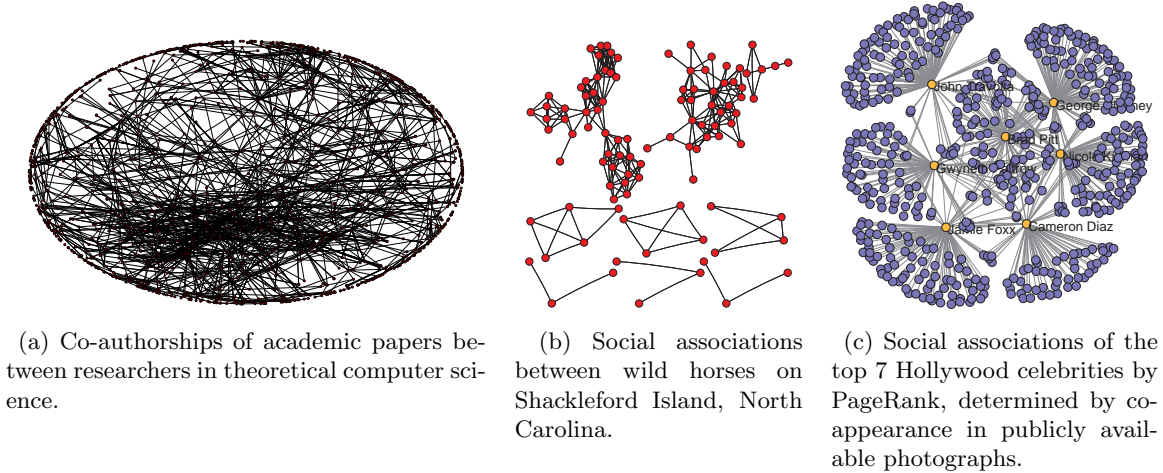 John Travolta
George Clooney
Brad Pitt
Nicole Kidman
Gwyneth Paltrow
Jamie Foxx
Cameron Diaz
(a) Co-authorships of academic papers be-
tween researchers in theoretical computer sci-
ence.
(b) Social associations
between wild horses on
Shackleford Island, North
Carolina.
(c) Social associations of the
top 7 Hollywood celebrities by
PageRank, determined by co-
appearance in publicly avail-
able photographs.